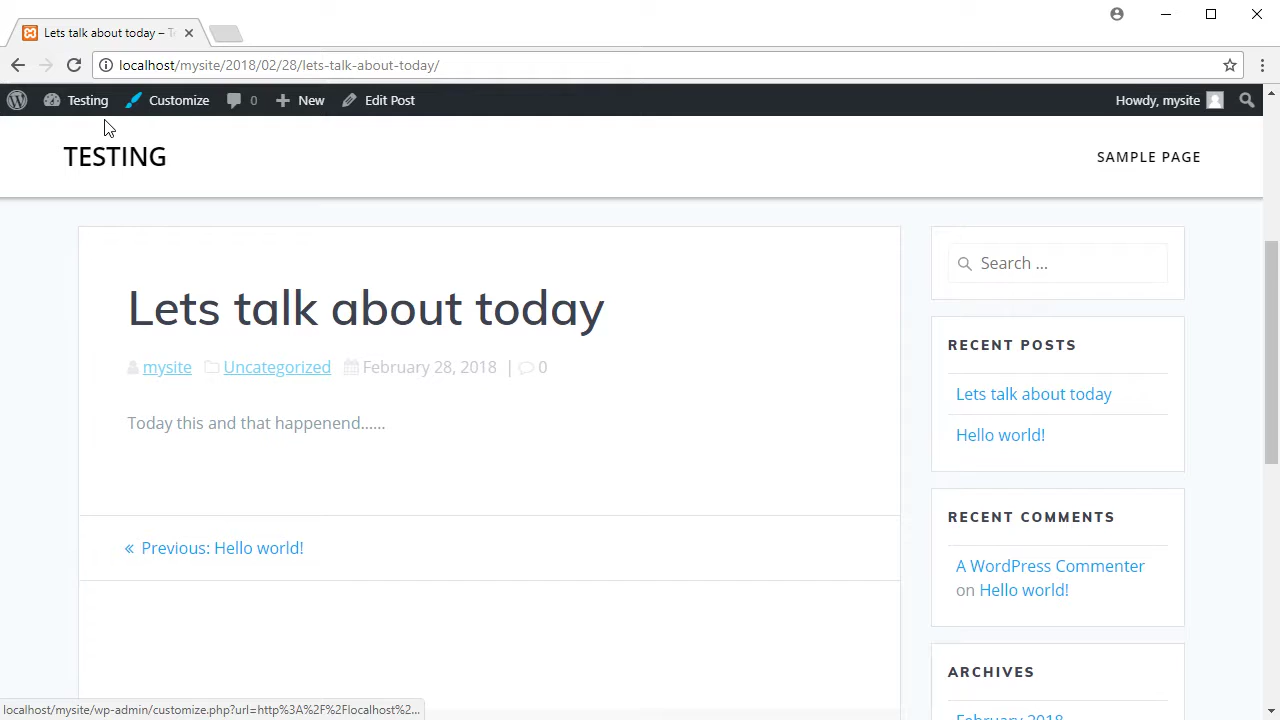 Lets talk about today – Te
localhost/mysite/2018/02/28/lets-talk-about-today/
Testing Customize 0 New Edit Post Howdy, mysite
TESTING
SAMPLE PAGE
Lets talk about today
mysite Uncategorized February 28, 2018 | 0
Today this and that happenend......
« Previous: Hello world!
Search ...
RECENT POSTS
Lets talk about today
Hello world!
RECENT COMMENTS
A WordPress Commenter
on Hello world!
ARCHIVES
February 2018
localhost/mysite/wp-admin/customize.php?url=http%3A%2F%2Flocalhost%2...